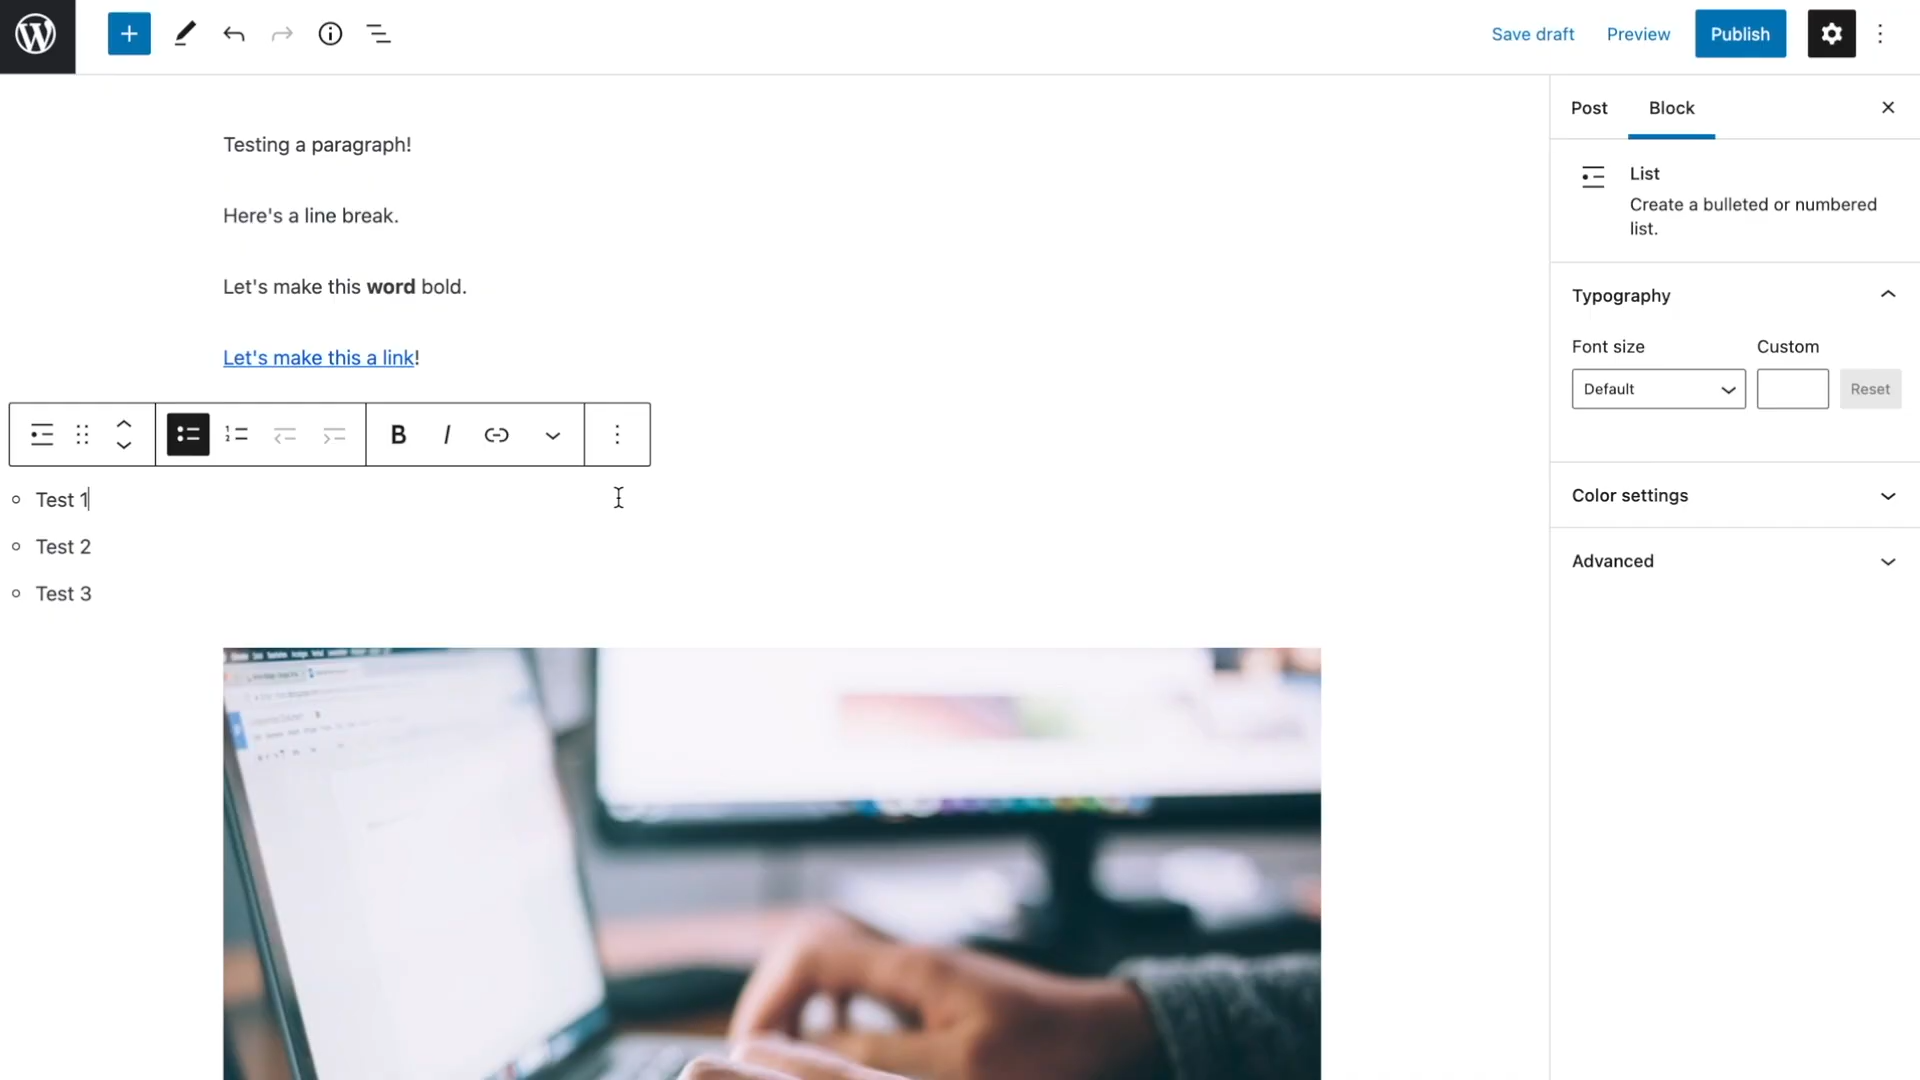 Save draft
Preview
Publish
Testing a paragraph!
Here's a line break.
Let's make this word bold.
Let's make this a link!
B I
Test 1
Test 2
Test 3
Post
Block
List
Create a bulleted or numbered
list.
Typography
Font size
Custom
Default
Reset
Color settings
Advanced